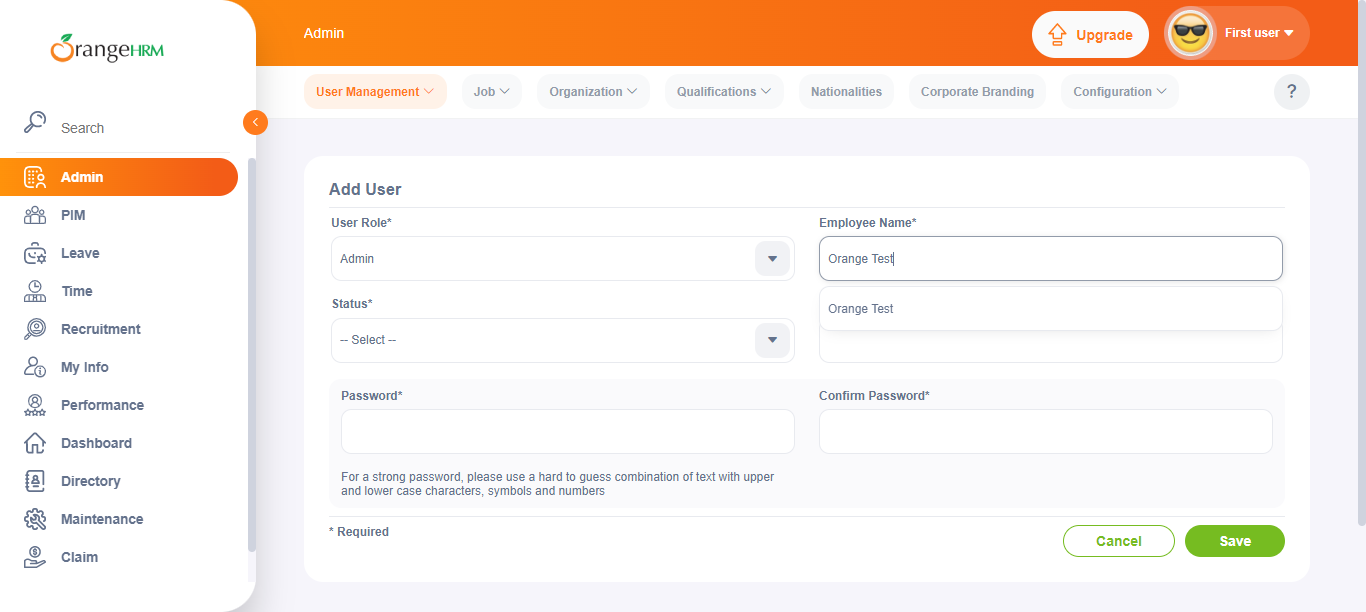 OrangeHRM
Admin
Upgrade
First user
User Management
Job
Organization
Qualifications
Nationalities
Corporate Branding
Configuration
?
Search
Admin
PIM
Leave
Time
Recruitment
My Info
Performance
Dashboard
Directory
Maintenance
Claim
Add User
User Role*
Employee Name*
Admin
Orange Test
Orange Test
Status*
-- Select --
Password*
Confirm Password*
For a strong password, please use a hard to guess combination of text with upper
and lower case characters, symbols and numbers
* Required
Cancel
Save